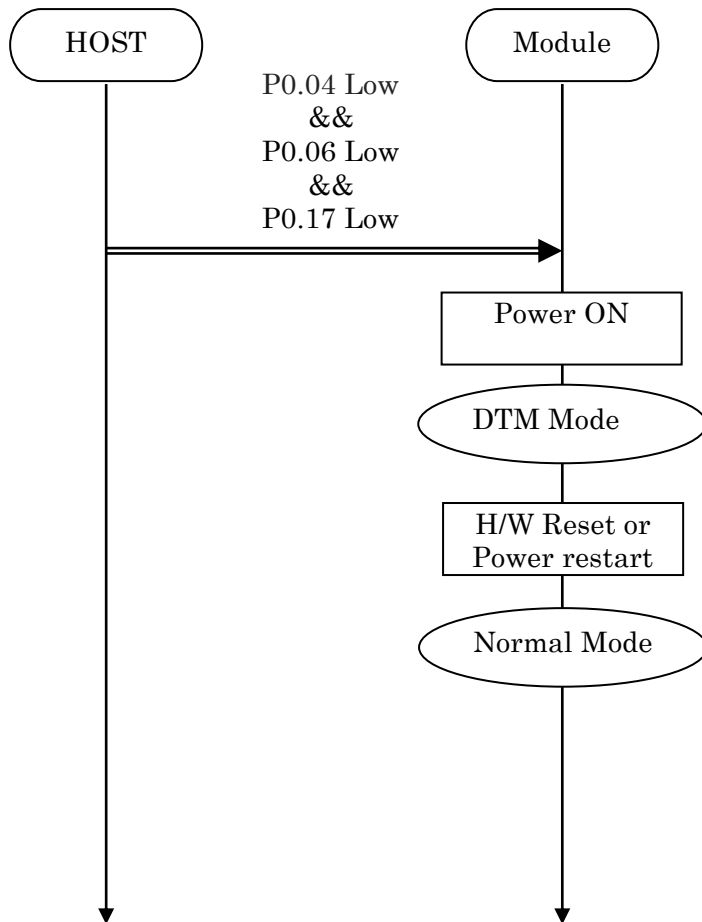 HOST
Module
P0.04 Low
&&
P0.06 Low
&&
P0.17 Low
Power ON
DTM Mode
H/W Reset or
Power restart
Normal Mode